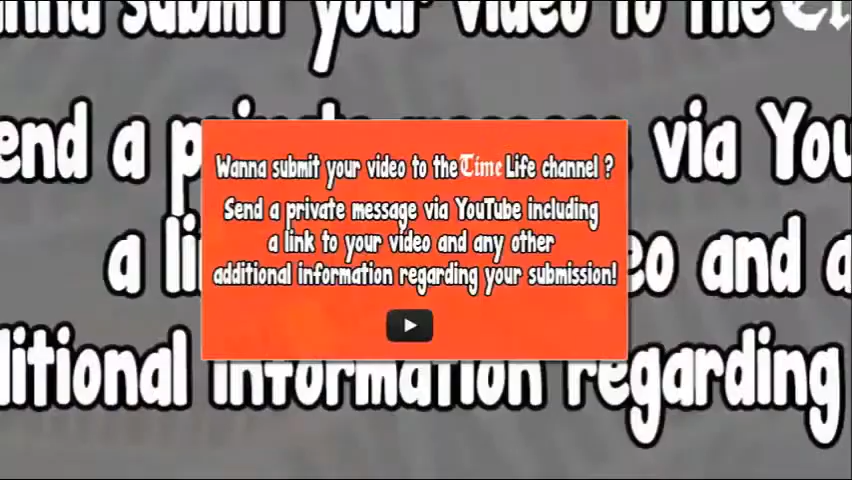 Wanna submit your video to the Time Life channel ?
Send a private message via YouTube including
a link to your video and any other
additional information regarding your submission!